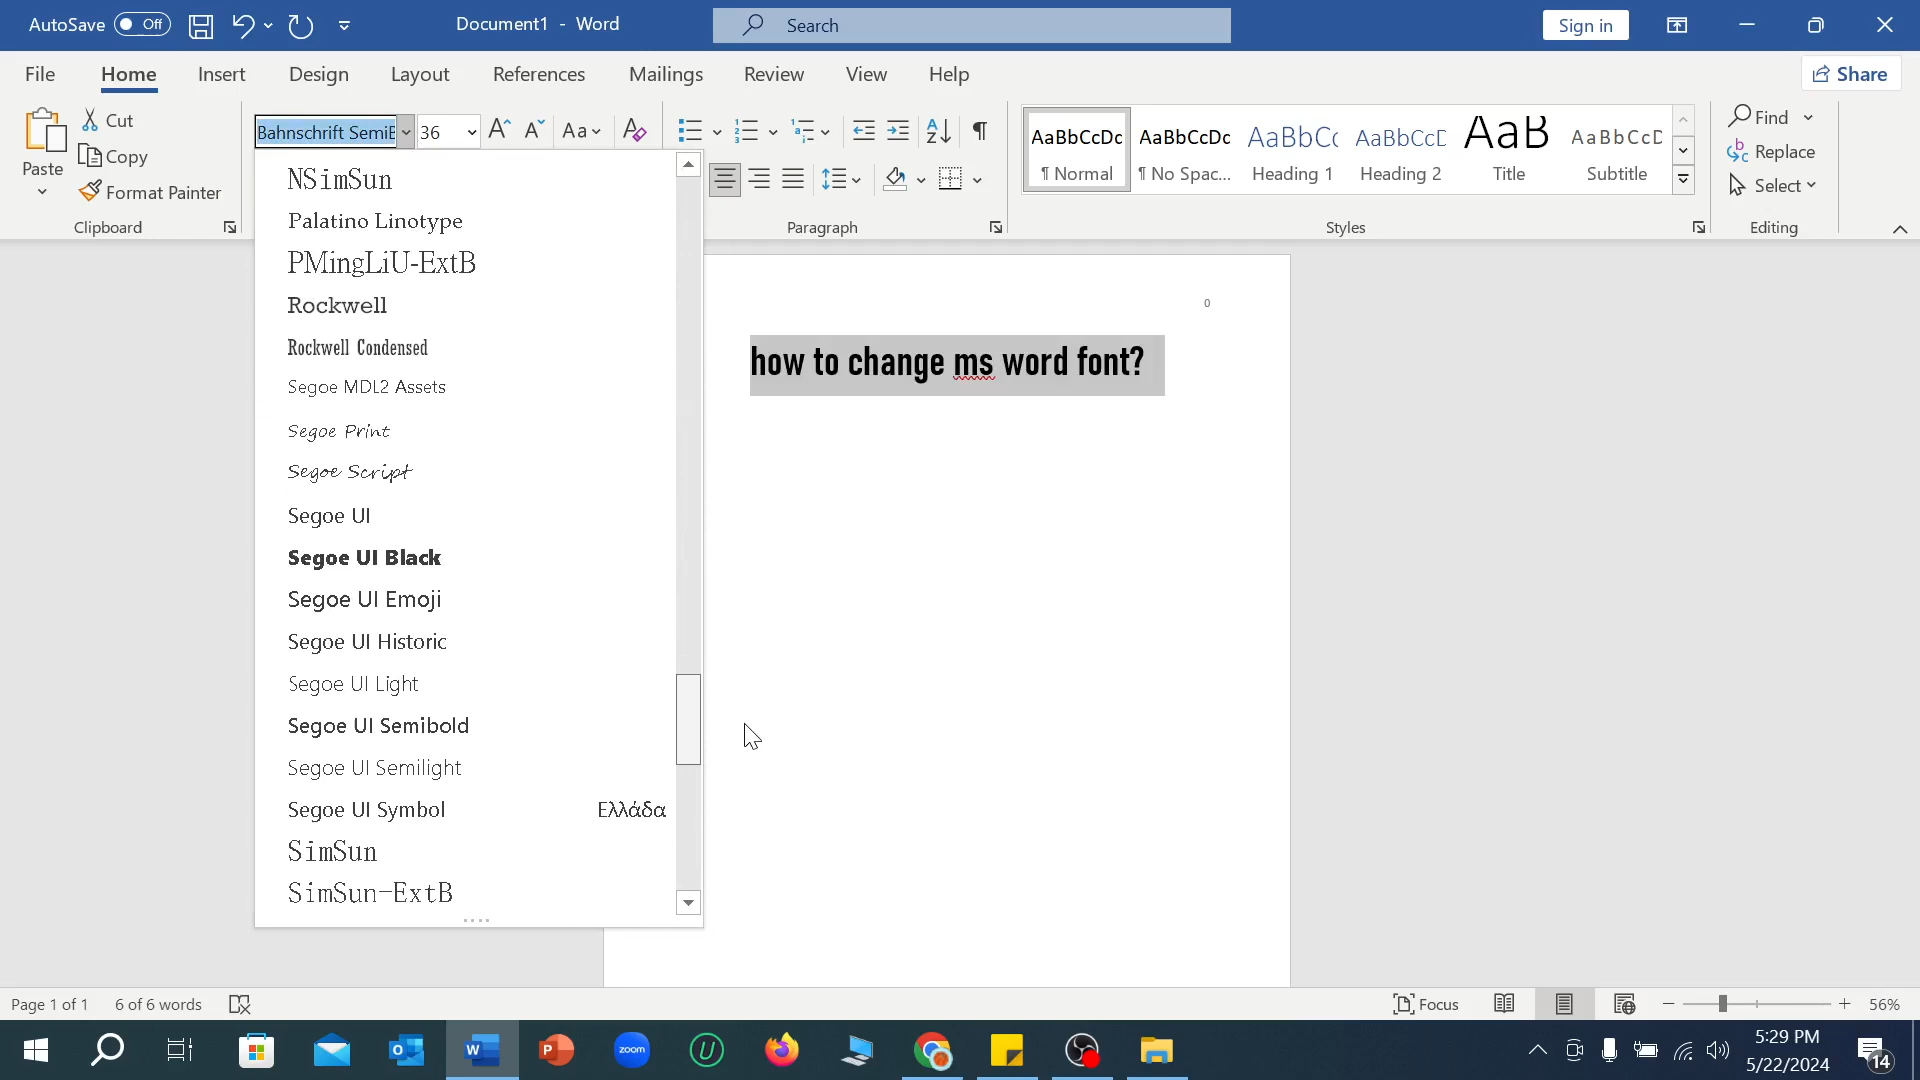 AutoSave Off Document1 - Word Search Sign in
File Home Insert Design Layout References Mailings Review View Help Share
Paste Cut Copy Format Painter Clipboard
Bahnschrift SemiB 36 Aa
Paragraph
AaBbCcDc AaBbCcDc AaBbCc AaBbCcD AaB AaBbCcD
¶ Normal ¶ No Spac... Heading 1 Heading 2 Title Subtitle
Styles
Find
Replace
Select
Editing
NSimSun
Palatino Linotype
PMingLiU-ExtB
Rockwell
Rockwell Condensed
Segoe MDL2 Assets
Segoe Print
Segoe Script
Segoe UI
Segoe UI Black
Segoe UI Emoji
Segoe UI Historic
Segoe UI Light
Segoe UI Semibold
Segoe UI Semilight
Segoe UI Symbol Ελλάδα
SimSun
SimSun-ExtB
0
how to change ms word font?
Page 1 of 1 6 of 6 words Focus 56%
zoom
5:29 PM
5/22/2024
14